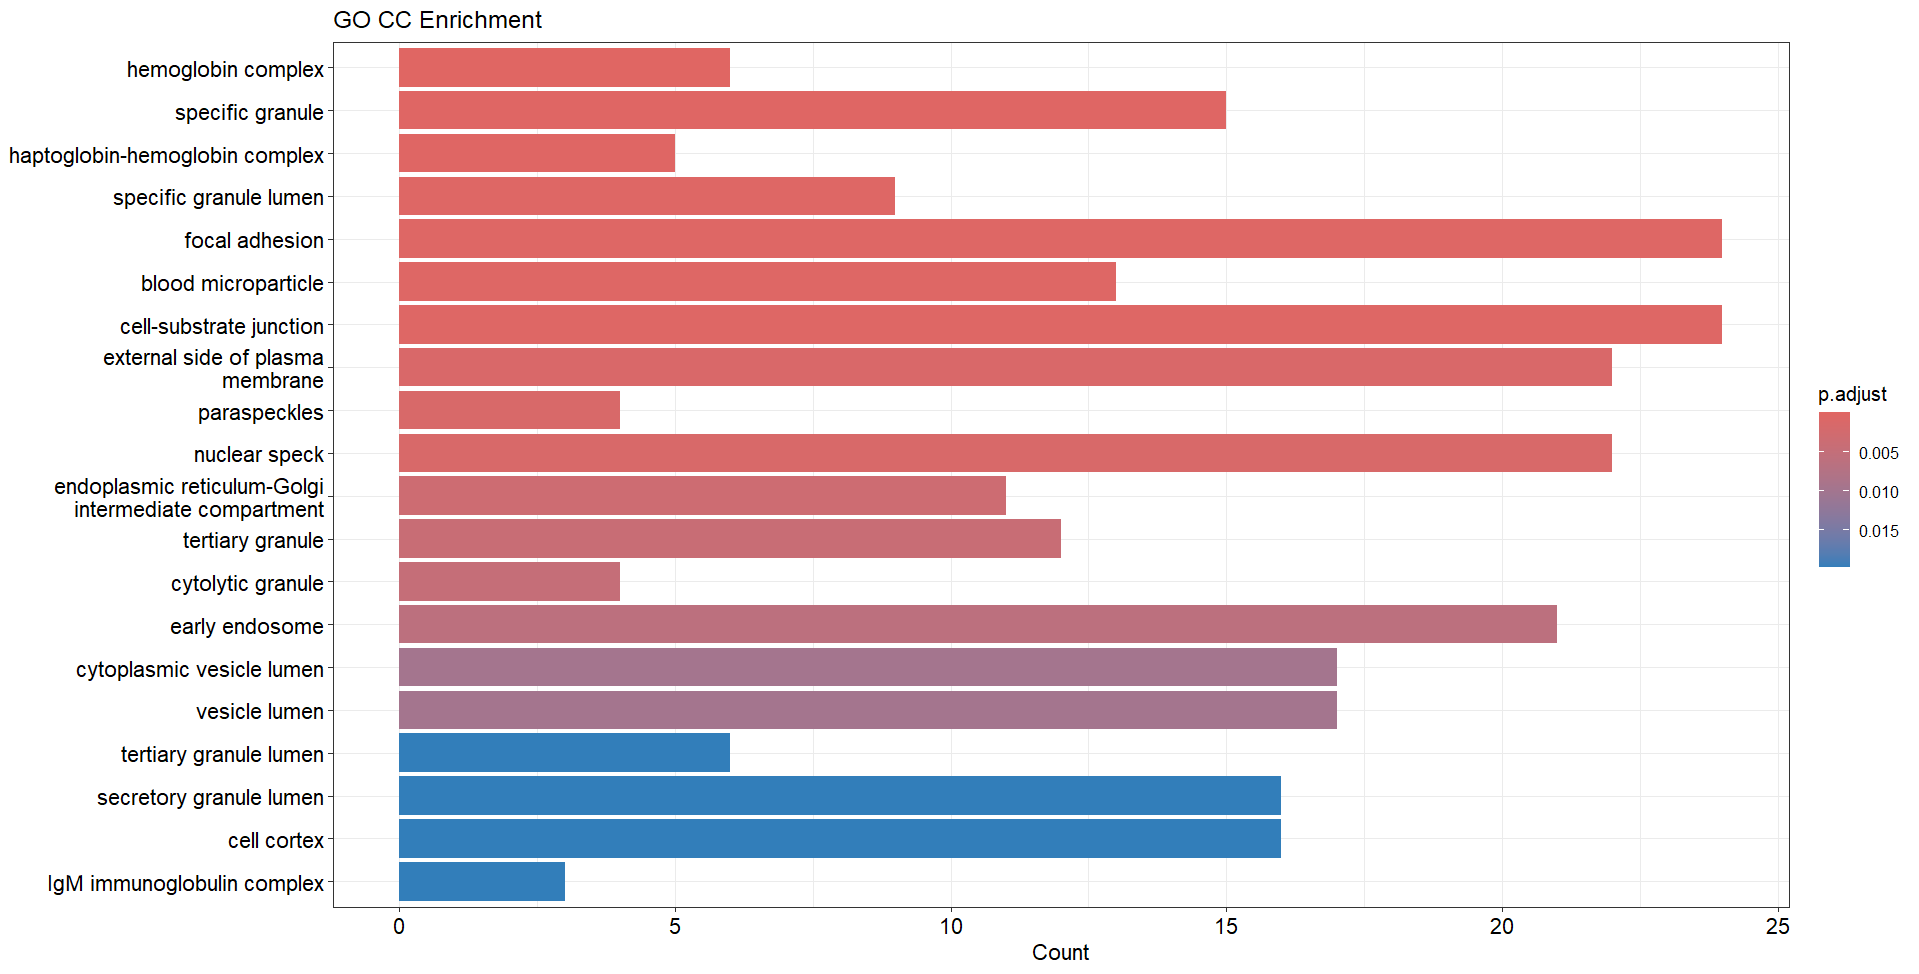 GO CC Enrichment
hemoglobin complex
specific granule
haptoglobin-hemoglobin complex
specific granule lumen
focal adhesion
blood microparticle
cell-substrate junction
external side of plasma
membrane
paraspeckles
nuclear speck
endoplasmic reticulum-Golgi
intermediate compartment
tertiary granule
cytolytic granule
early endosome
cytoplasmic vesicle lumen
vesicle lumen
tertiary granule lumen
secretory granule lumen
cell cortex
IgM immunoglobulin complex
0 5 10 15 20 25
Count
p.adjust
0.005
0.010
0.015